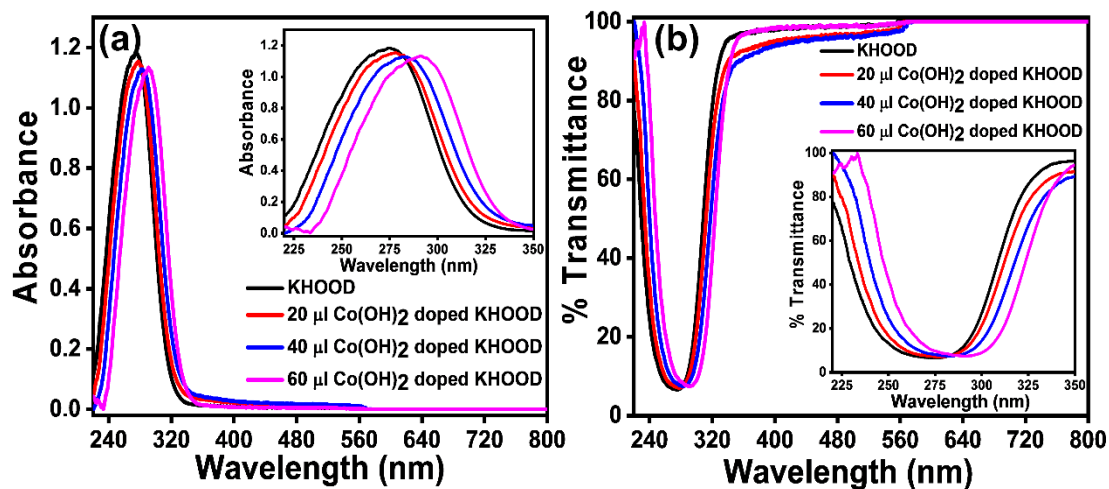 (a)
Absorbance
1.2
1.0
0.8
0.6
0.4
0.2
0.0
240 320 400 480 560 640 720 800
Wavelength (nm)
Absorbance
1.2
1.0
0.8
0.6
0.4
0.2
0.0
220 250 275 300 325 350
Wavelength (nm)
KHOOD
20 µl Co(OH)2 doped KHOOD
40 µl Co(OH)2 doped KHOOD
60 µl Co(OH)2 doped KHOOD
(b)
% Transmittance
100
80
60
40
20
0
240 320 400 480 560 640 720 800
Wavelength (nm)
KHOOD
20 µl Co(OH)2 doped KHOOD
40 µl Co(OH)2 doped KHOOD
60 µl Co(OH)2 doped KHOOD
% Transmittance
100
80
60
40
20
0
220 250 275 300 325 350
Wavelength (nm)